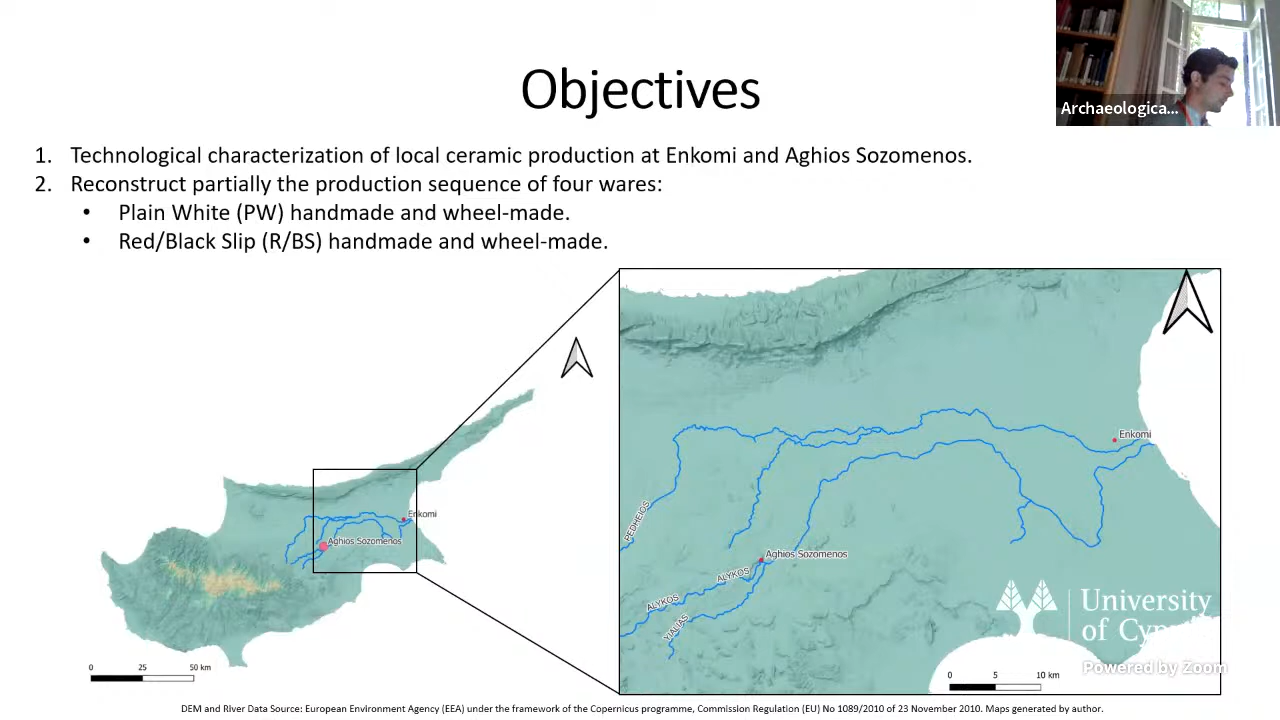 Objectives
Archaeologica...
1. Technological characterization of local ceramic production at Enkomi and Aghios Sozomenos.
2. Reconstruct partially the production sequence of four wares:
• Plain White (PW) handmade and wheel-made.
• Red/Black Slip (R/BS) handmade and wheel-made.
Enkomi
Aghios Sozomenos
0 25 50 km
Enkomi
PEDHEIOS
Aghios Sozomenos
ALYKOS
ALYKOS
YIALIAS
University
of Cyprus
Powered by Zoom
0 5 10 km
DEM and River Data Source: European Environment Agency (EEA) under the framework of the Copernicus programme, Commission Regulation (EU) No 1089/2010 of 23 November 2010. Maps generated by author.